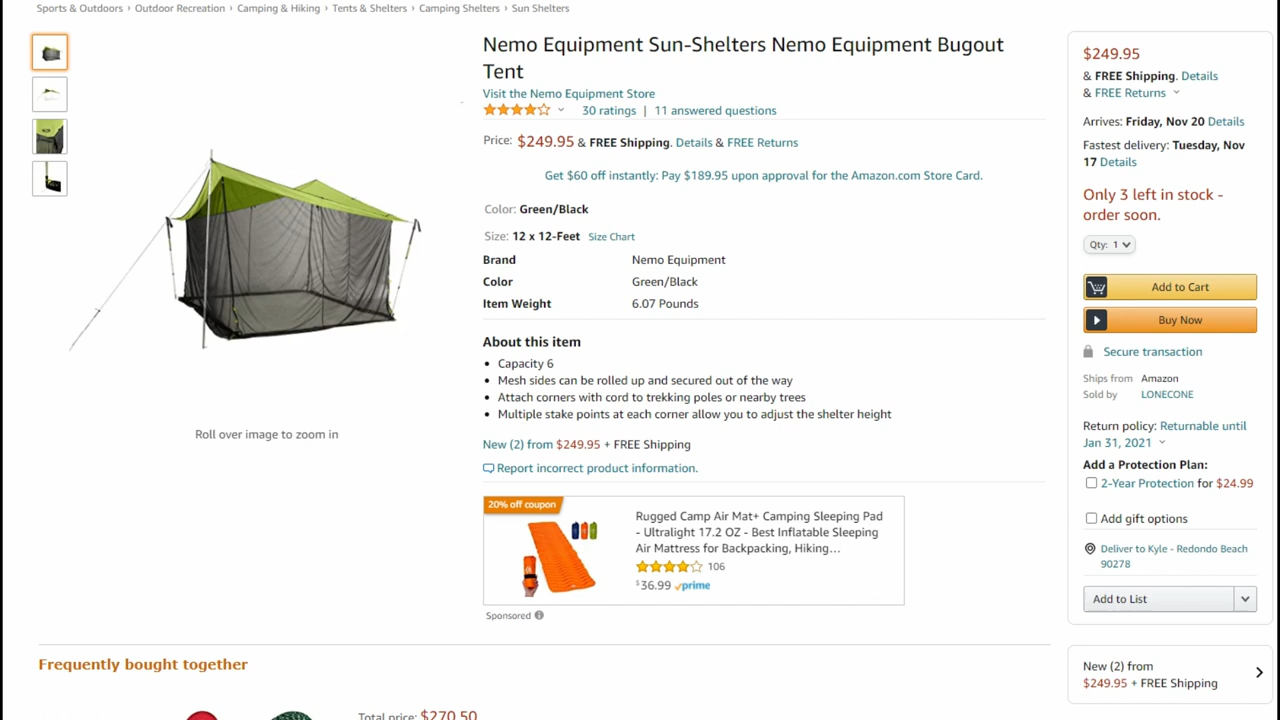 Sports & Outdoors › Outdoor Recreation › Camping & Hiking › Tents & Shelters › Camping Shelters › Sun Shelters
Nemo Equipment Sun-Shelters Nemo Equipment Bugout
Tent
Visit the Nemo Equipment Store
30 ratings | 11 answered questions
Price: $249.95 & FREE Shipping. Details & FREE Returns
Get $60 off instantly: Pay $189.95 upon approval for the Amazon.com Store Card.
Color: Green/Black
Size: 12 x 12-Feet Size Chart
Brand Nemo Equipment
Color Green/Black
Item Weight 6.07 Pounds
About this item
• Capacity 6
• Mesh sides can be rolled up and secured out of the way
• Attach corners with cord to trekking poles or nearby trees
• Multiple stake points at each corner allow you to adjust the shelter height
Roll over image to zoom in
New (2) from $249.95 + FREE Shipping
Report incorrect product information.
20% off coupon
Rugged Camp Air Mat+ Camping Sleeping Pad
- Ultralight 17.2 OZ - Best Inflatable Sleeping
Air Mattress for Backpacking, Hiking...
106
$36.99 prime
Sponsored
Frequently bought together
Total price: $270.50
$249.95
& FREE Shipping. Details
& FREE Returns
Arrives: Friday, Nov 20 Details
Fastest delivery: Tuesday, Nov
17 Details
Only 3 left in stock -
order soon.
Qty: 1
Add to Cart
Buy Now
Secure transaction
Ships from Amazon
Sold by LONECONE
Return policy: Returnable until
Jan 31, 2021
Add a Protection Plan:
2-Year Protection for $24.99
Add gift options
Deliver to Kyle - Redondo Beach
90278
Add to List
New (2) from
$249.95 + FREE Shipping